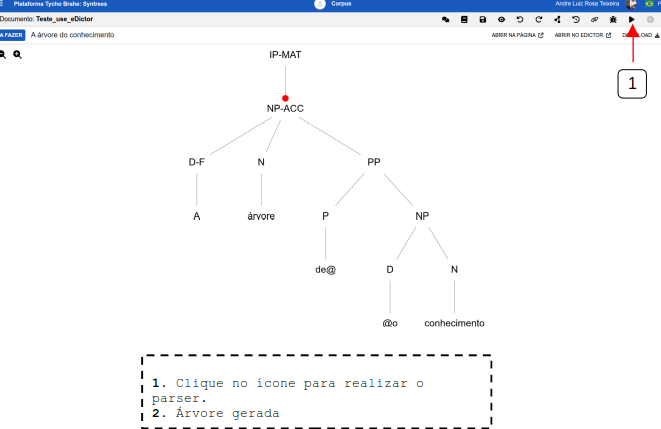 Plataforma Tycho Brahe: Syntrees
Corpus
Andre Luiz Rosa Teixeira
Documento: Teste_use_eDictor
A FAZER A árvore do conhecimento
ABRIR NA PÁGINA ABRIR NO EDICTOR DOWNLOAD
1
IP-MAT
NP-ACC
D-F N PP
A árvore P NP
de@ D N
@o conhecimento
1. Clique no ícone para realizar o
parser.
2. Árvore gerada